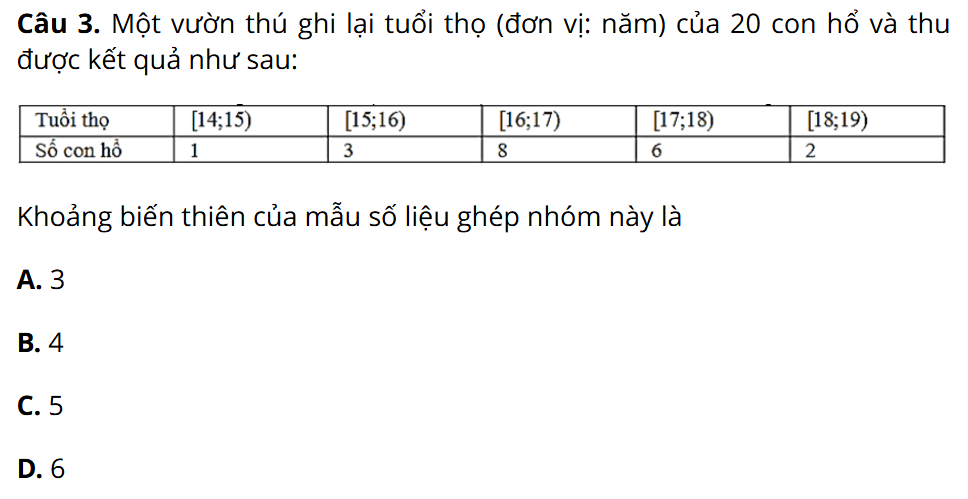 Câu 3. Một vườn thú ghi lại tuổi thọ (đơn vị: năm) của 20 con hổ và thu
được kết quả như sau:
Tuổi thọ [14;15) [15;16) [16;17) [17;18) [18;19)
Số con hổ 1 3 8 6 2
Khoảng biến thiên của mẫu số liệu ghép nhóm này là
A. 3
B. 4
C. 5
D. 6